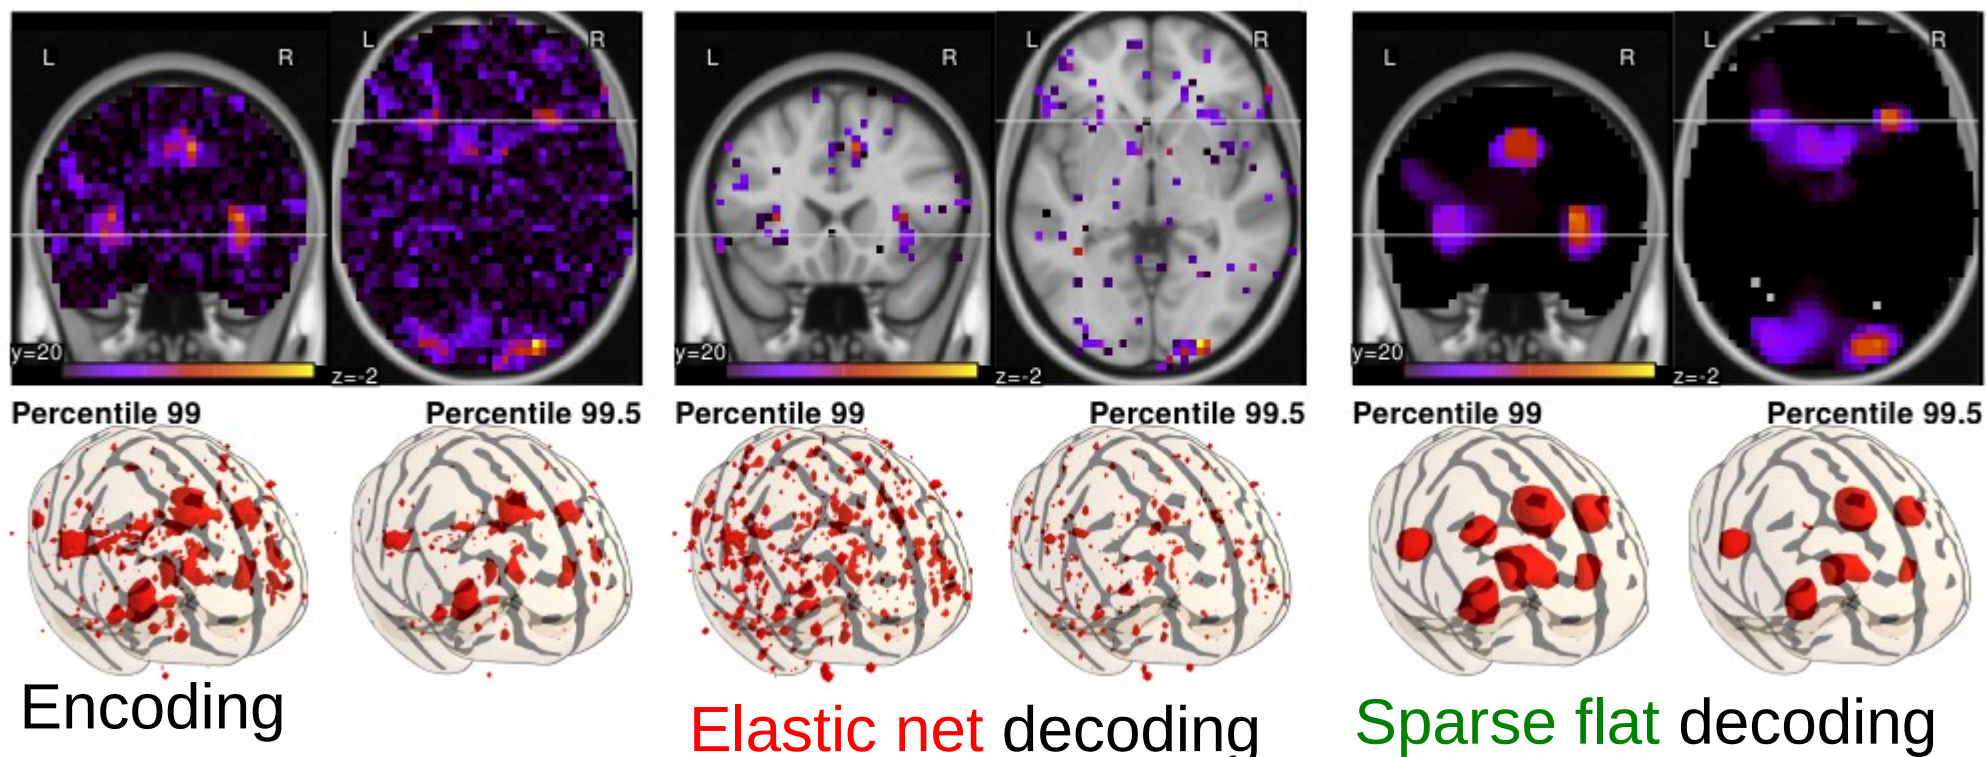 L R L R
y=20 z=-2
Percentile 99 Percentile 99.5
Encoding
L R L R
y=20 z=-2
Percentile 99 Percentile 99.5
Elastic net decoding
L R L R
y=20 z=-2
Percentile 99 Percentile 99.5
Sparse flat decoding